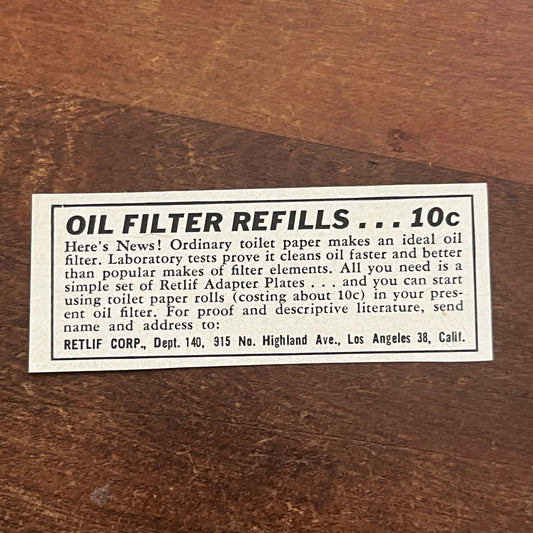 OIL FILTER REFILLS . . . 10c
Here's News! Ordinary toilet paper makes an ideal oil
filter. Laboratory tests prove it cleans oil faster and better
than popular makes of filter elements. All you need is a
simple set of Retlif Adapter Plates . . . and you can start
using toilet paper rolls (costing about 10c) in your pres-
ent oil filter. For proof and descriptive literature, send
name and address to:
RETLIF CORP., Dept. 140, 915 No. Highland Ave., Los Angeles 38, Calif.